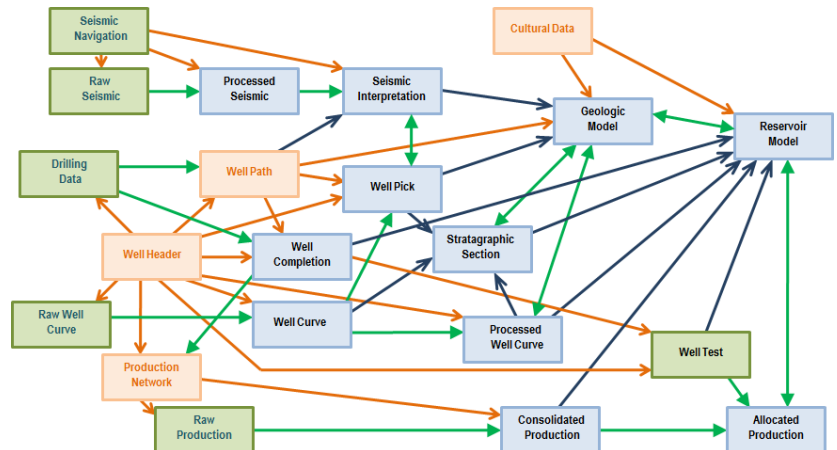 Seismic
Navigation
Cultural Data
Raw
Seismic
Processed
Seismic
Seismic
Interpretation
Geologic
Model
Reservoir
Model
Drilling
Data
Well Path
Well Pick
Well Header
Well
Completion
Stratagraphic
Section
Raw Well
Curve
Well Curve
Processed
Well Curve
Well Test
Production
Network
Raw
Production
Consolidated
Production
Allocated
Production